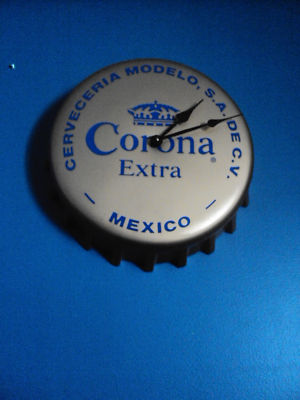 CERVECERIA MODELO, S.A. DE C.V.
Corona
Extra
- MEXICO -